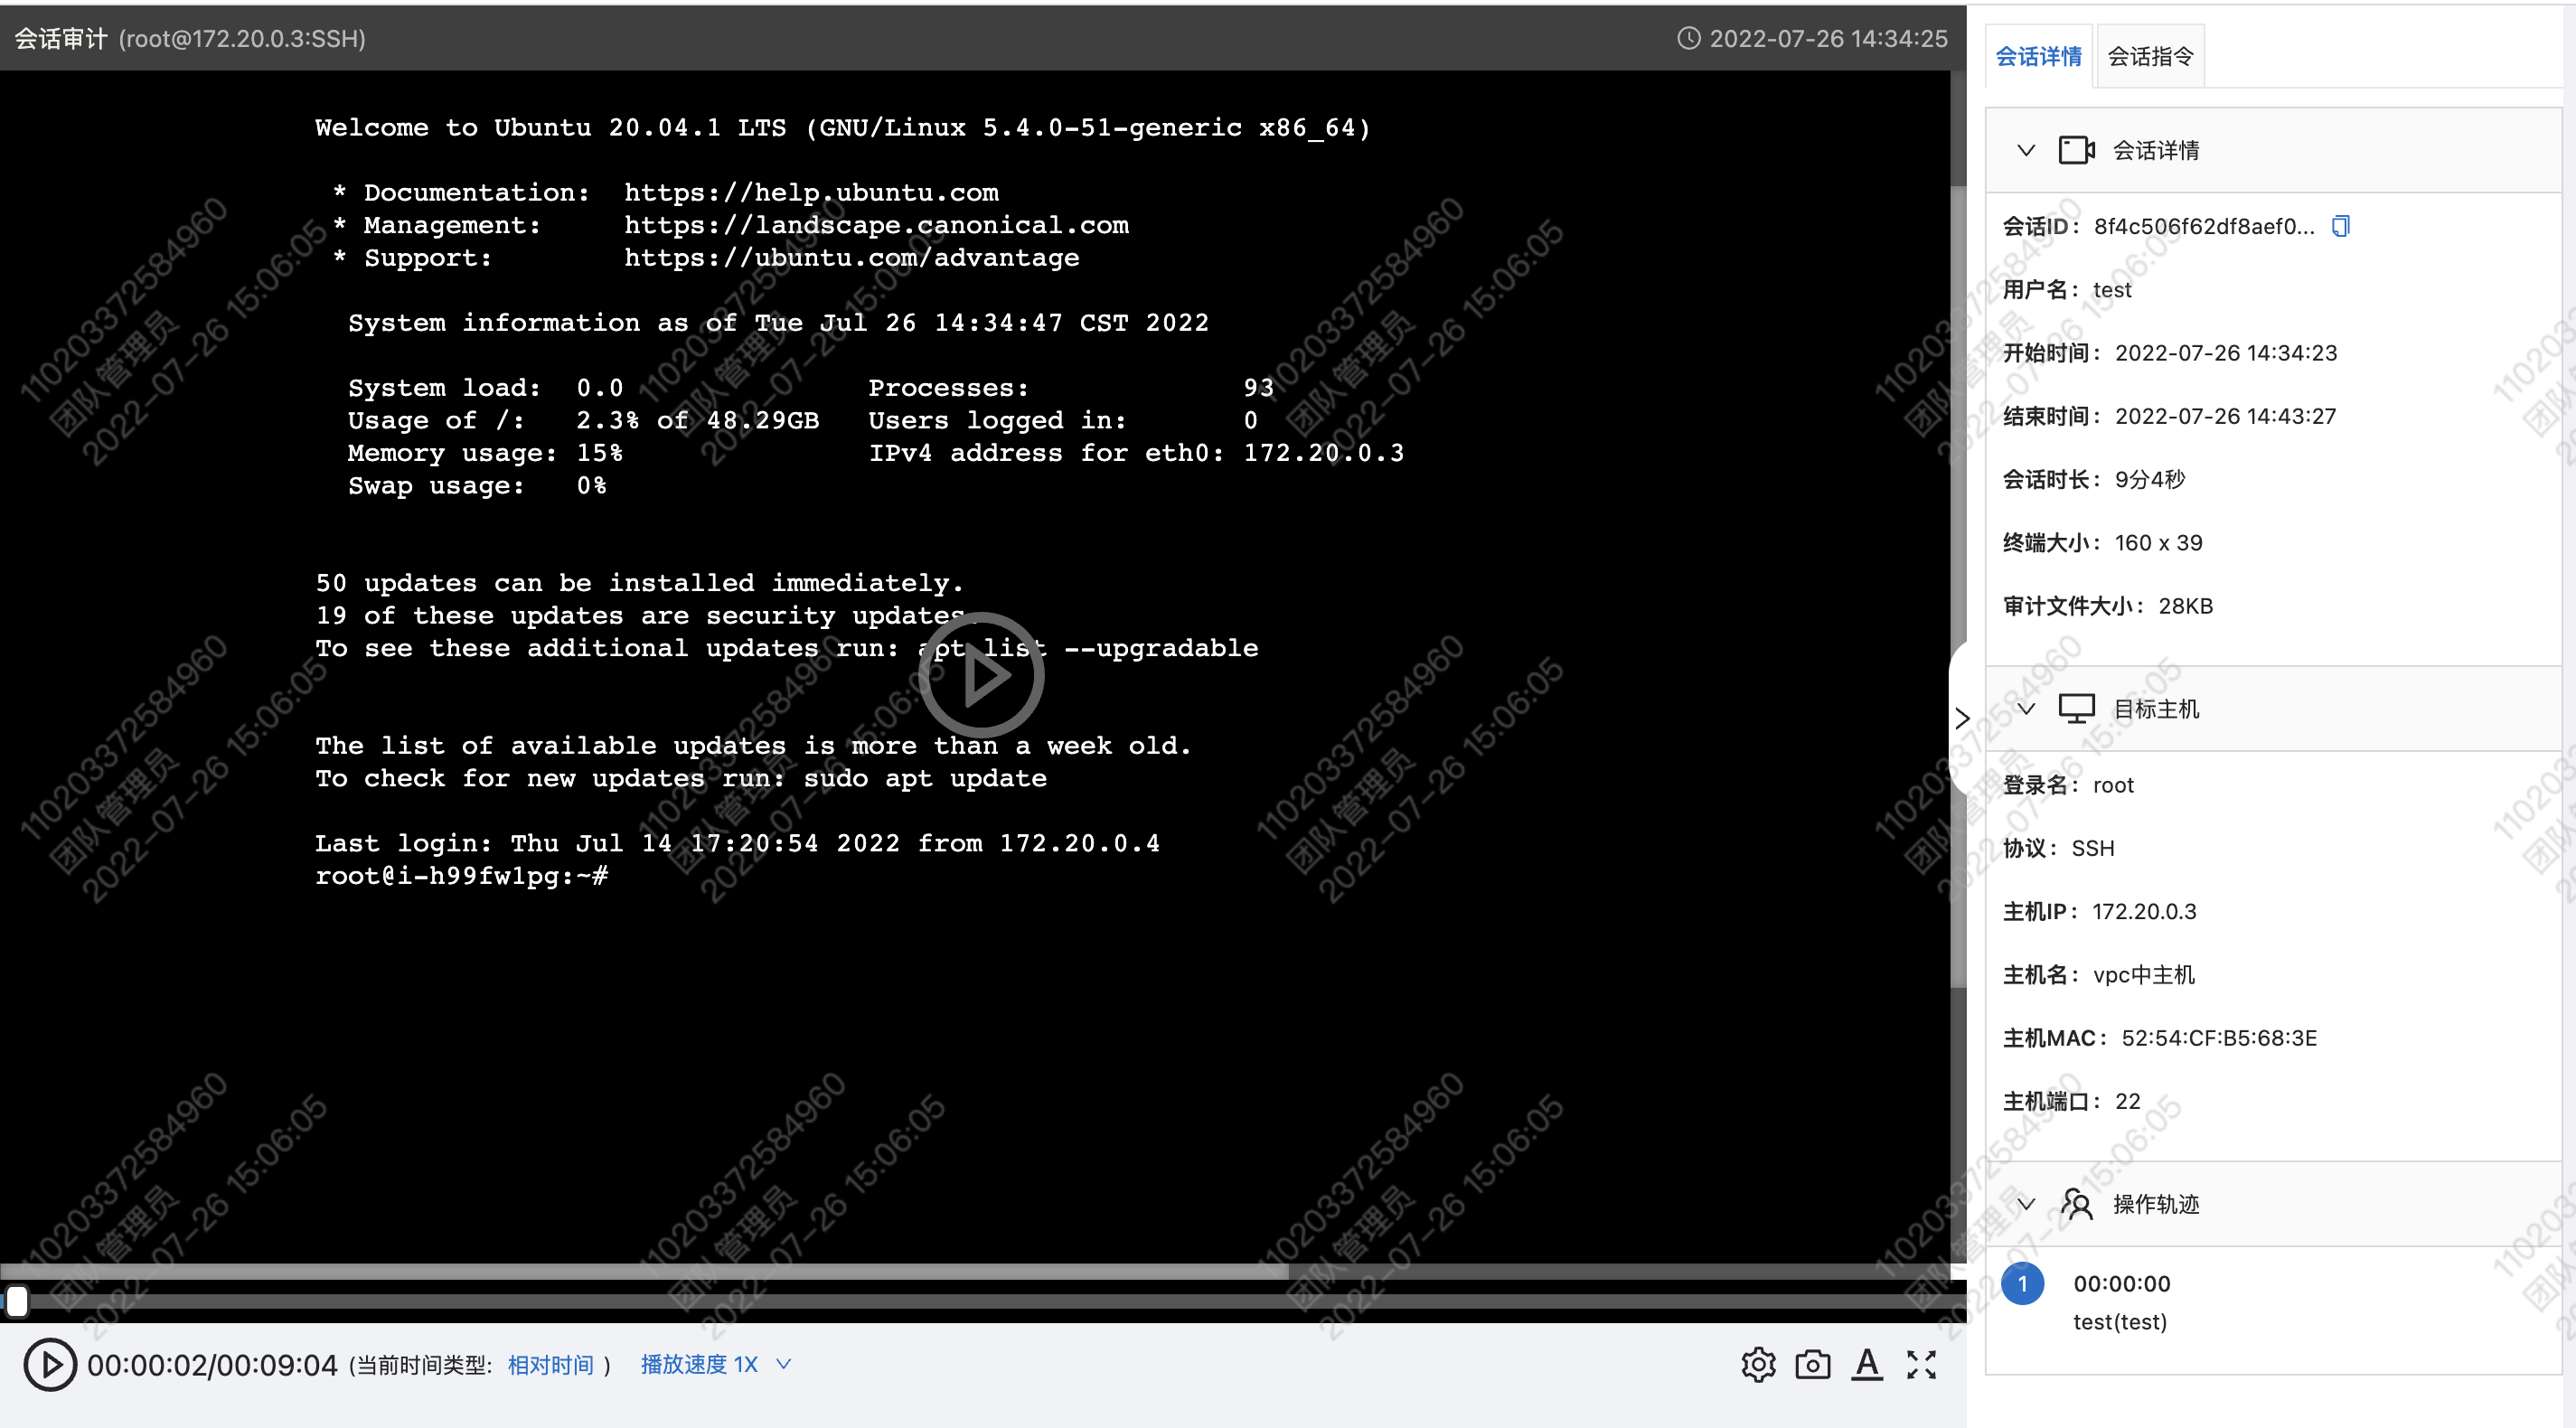 会话审计 (root@172.20.0.3:SSH)
2022-07-26 14:34:25
Welcome to Ubuntu 20.04.1 LTS (GNU/Linux 5.4.0-51-generic x86_64)
* Documentation: https://help.ubuntu.com
* Management: https://landscape.canonical.com
* Support: https://ubuntu.com/advantage
System information as of Tue Jul 26 14:34:47 CST 2022
System load: 0.0 Processes: 93
Usage of /: 2.3% of 48.29GB Users logged in: 0
Memory usage: 15% IPv4 address for eth0: 172.20.0.3
Swap usage: 0%
50 updates can be installed immediately.
19 of these updates are security updates.
To see these additional updates run: apt list --upgradable
The list of available updates is more than a week old.
To check for new updates run: sudo apt update
Last login: Thu Jul 14 17:20:54 2022 from 172.20.0.4
root@i-h99fw1pg:~#
00:00:02/00:09:04 (当前时间类型: 相对时间 ) 播放速度 1X
A
会话详情 会话指令
会话详情
会话ID: 8f4c506f62df8aef0...
用户名: test
开始时间: 2022-07-26 14:34:23
结束时间: 2022-07-26 14:43:27
会话时长: 9分4秒
终端大小: 160 x 39
审计文件大小: 28KB
目标主机
登录名: root
协议: SSH
主机IP: 172.20.0.3
主机名: vpc中主机
主机MAC: 52:54:CF:B5:68:3E
主机端口: 22
操作轨迹
1 00:00:00
test(test)
1102033725849​60
团队管理员
2022-07-26 15:06:05